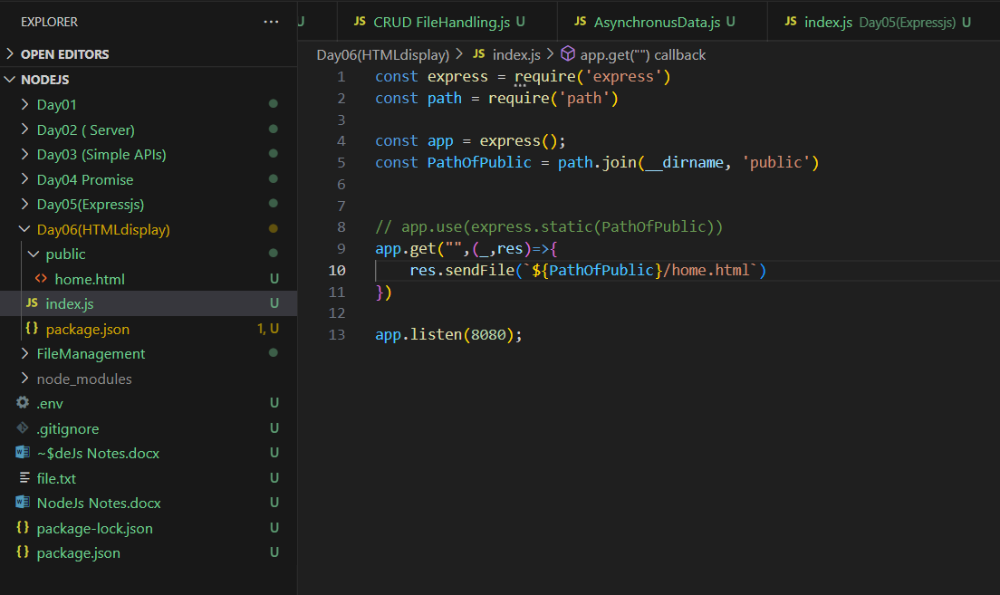 EXPLORER ···
OPEN EDITORS
NODEJS
Day01
Day02 ( Server)
Day03 (Simple APIs)
Day04 Promise
Day05(Expressjs)
Day06(HTMLdisplay)
public
<> home.html U
JS index.js U
{} package.json 1, U
FileManagement
node_modules
.env U
.gitignore U
~$deJs Notes.docx U
file.txt U
NodeJs Notes.docx U
{} package-lock.json U
{} package.json U
U JS CRUD FileHandling.js U JS AsynchronusData.js U JS index.js Day05(Expressjs) U
Day06(HTMLdisplay) > JS index.js > app.get("") callback
1 const express = require('express')
2 const path = require('path')
3
4 const app = express();
5 const PathOfPublic = path.join(__dirname, 'public')
6
7
8 // app.use(express.static(PathOfPublic))
9 app.get("",(_,res)=>{
10 res.sendFile(`${PathOfPublic}/home.html`)
11 })
12
13 app.listen(8080);